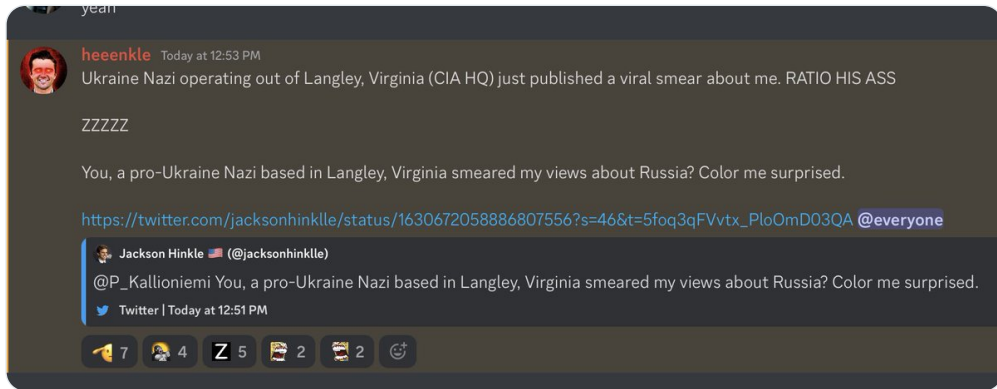 yeah
heeenkle Today at 12:53 PM
Ukraine Nazi operating out of Langley, Virginia (CIA HQ) just published a viral smear about me. RATIO HIS ASS
ZZZZZ
You, a pro-Ukraine Nazi based in Langley, Virginia smeared my views about Russia? Color me surprised.
https://twitter.com/jacksonhinklle/status/1630672058886807556?s=46&t=5foq3qFVvtx_PloOmD03QA @everyone
Jackson Hinkle 🇺🇸 (@jacksonhinklle)
@P_Kallioniemi You, a pro-Ukraine Nazi based in Langley, Virginia smeared my views about Russia? Color me surprised.
Twitter | Today at 12:51 PM
7 4 Z 5 2 2